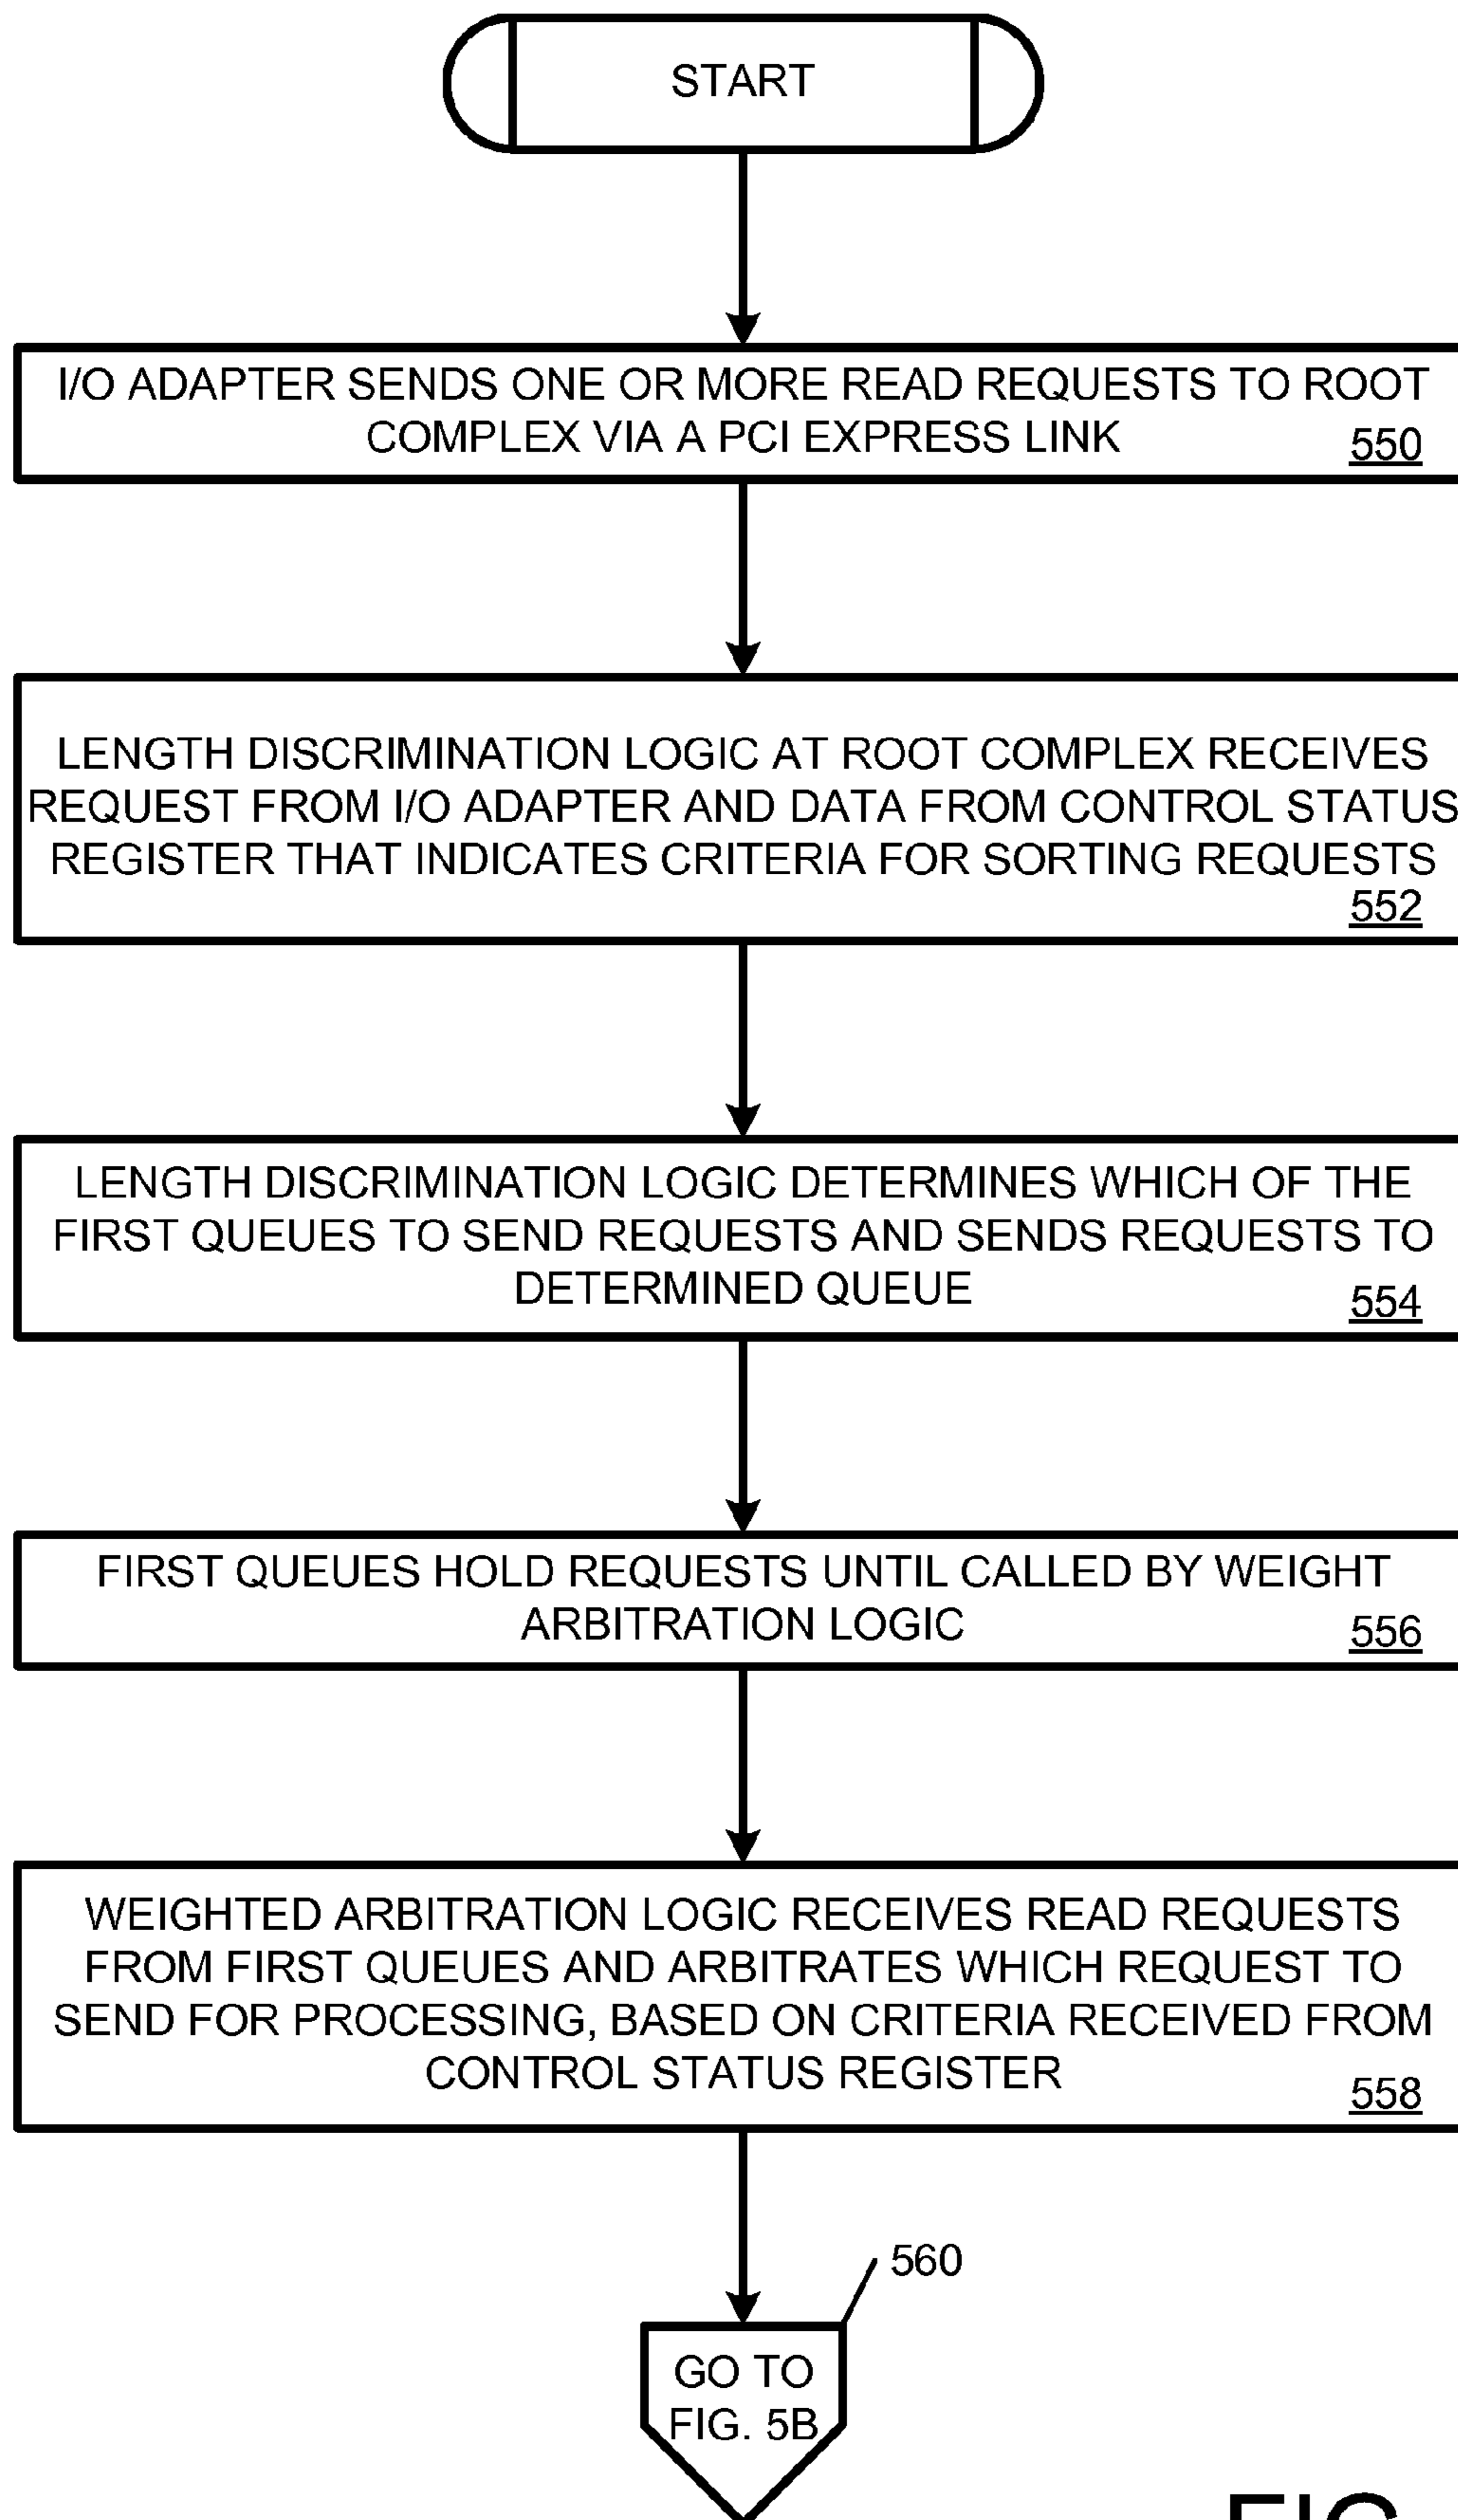 START
I/O ADAPTER SENDS ONE OR MORE READ REQUESTS TO ROOT
COMPLEX VIA A PCI EXPRESS LINK
550
LENGTH DISCRIMINATION LOGIC AT ROOT COMPLEX RECEIVES
REQUEST FROM I/O ADAPTER AND DATA FROM CONTROL STATUS
REGISTER THAT INDICATES CRITERIA FOR SORTING REQUESTS
552
LENGTH DISCRIMINATION LOGIC DETERMINES WHICH OF THE
FIRST QUEUES TO SEND REQUESTS AND SENDS REQUESTS TO
DETERMINED QUEUE
554
FIRST QUEUES HOLD REQUESTS UNTIL CALLED BY WEIGHT
ARBITRATION LOGIC
556
WEIGHTED ARBITRATION LOGIC RECEIVES READ REQUESTS
FROM FIRST QUEUES AND ARBITRATES WHICH REQUEST TO
SEND FOR PROCESSING, BASED ON CRITERIA RECEIVED FROM
CONTROL STATUS REGISTER
558
560
GO TO
FIG. 5B